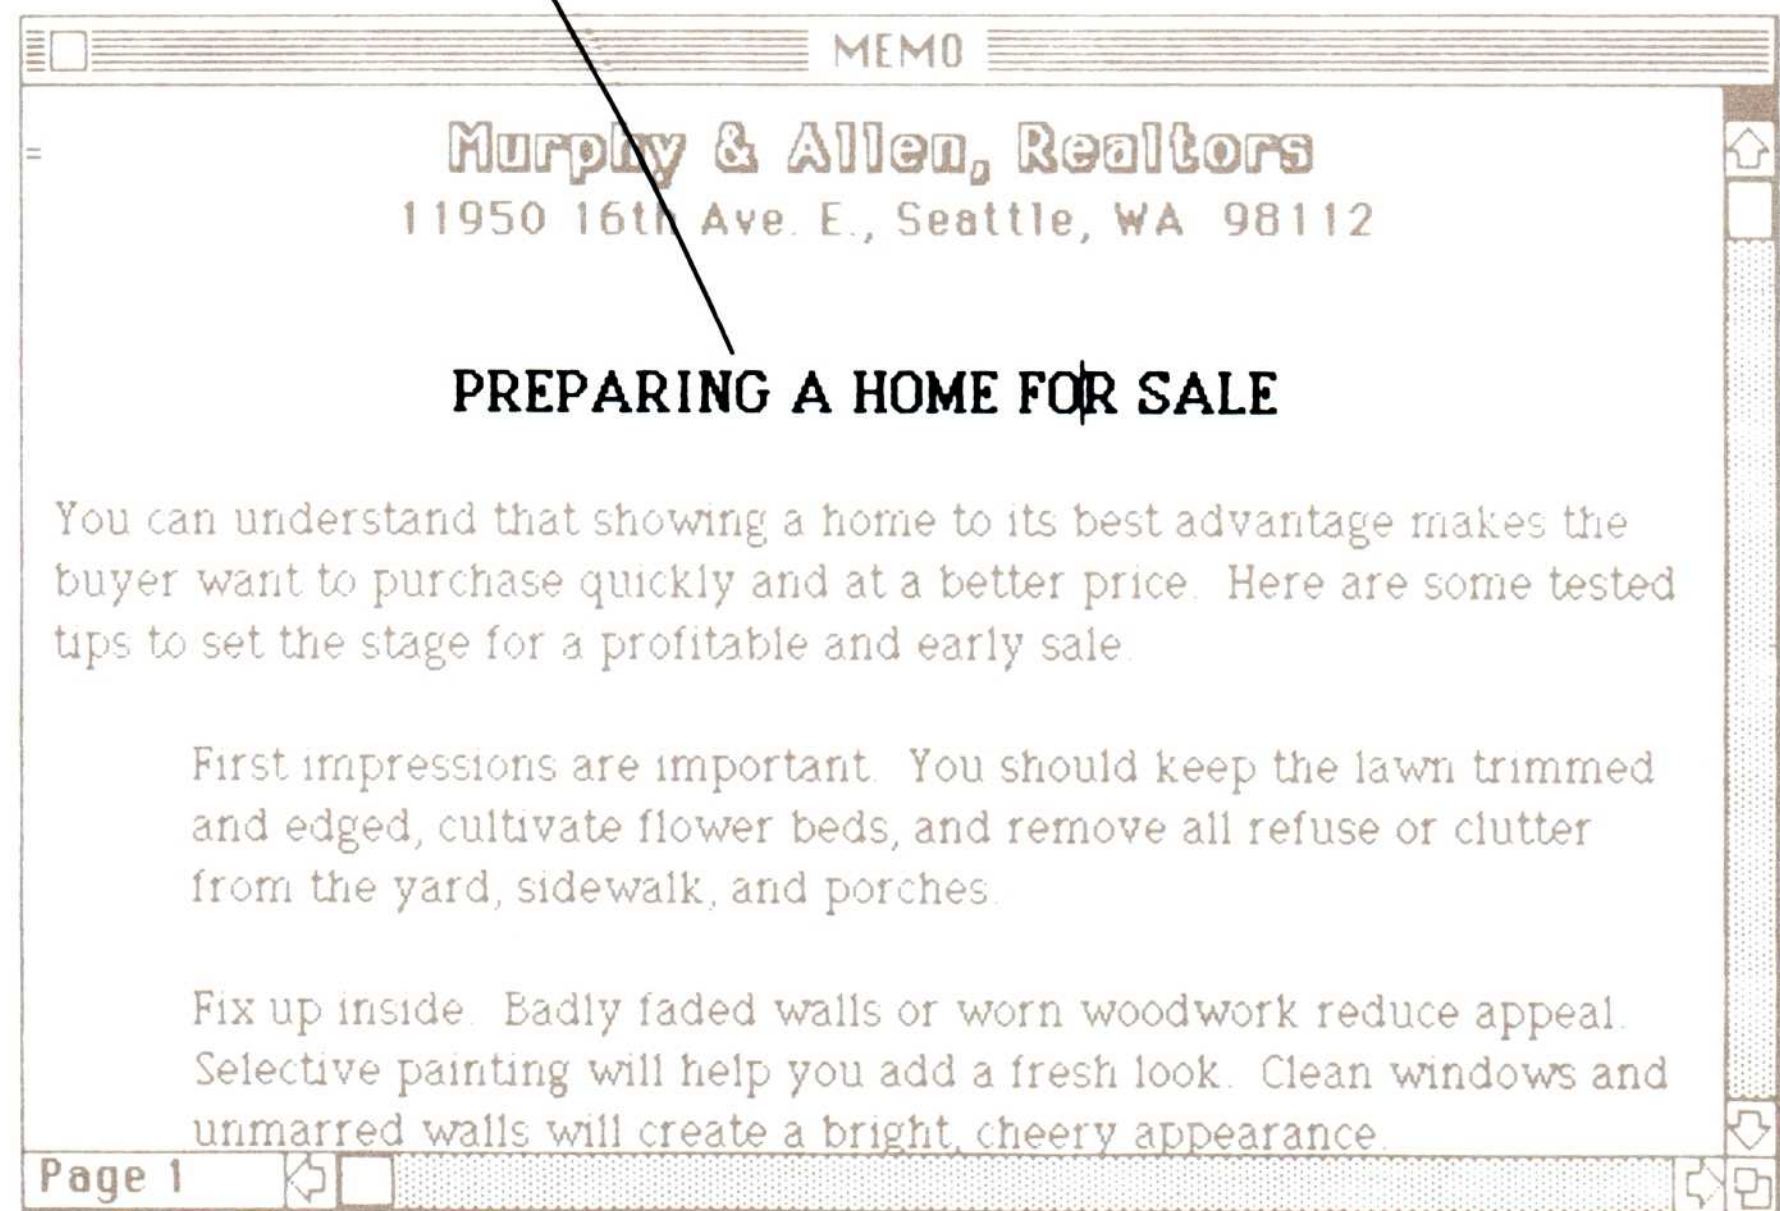 MEMO
Murphy & Allen, Realtors
11950 16th Ave. E., Seattle, WA 98112
PREPARING A HOME FOR SALE
You can understand that showing a home to its best advantage makes the
buyer want to purchase quickly and at a better price. Here are some tested
tips to set the stage for a profitable and early sale.
First impressions are important. You should keep the lawn trimmed
and edged, cultivate flower beds, and remove all refuse or clutter
from the yard, sidewalk, and porches.
Fix up inside. Badly faded walls or worn woodwork reduce appeal.
Selective painting will help you add a fresh look. Clean windows and
unmarred walls will create a bright, cheery appearance.
Page 1